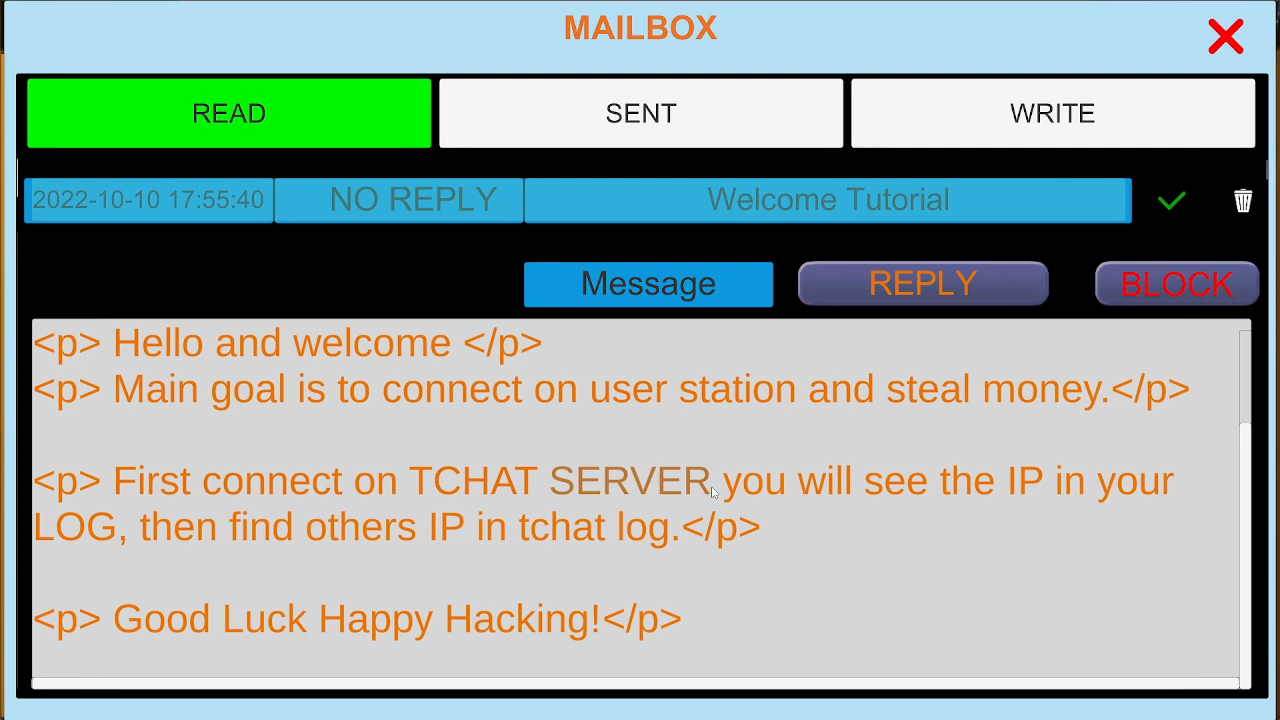 MAILBOX
READ SENT WRITE
2022-10-10 17:55:40 NO REPLY Welcome Tutorial
Message REPLY BLOCK
<p> Hello and welcome </p>
<p> Main goal is to connect on user station and steal money.</p>
<p> First connect on TCHAT SERVER,you will see the IP in your
LOG, then find others IP in tchat log.</p>
<p> Good Luck Happy Hacking!</p>